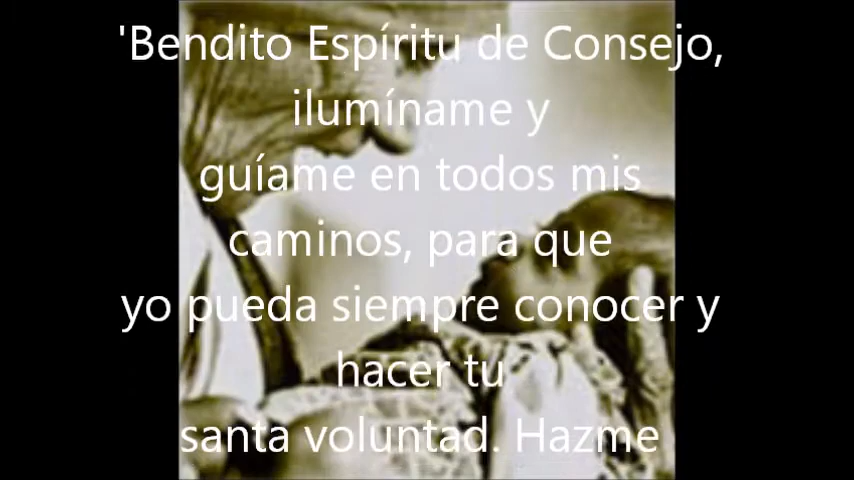 'Bendito Espíritu de Consejo,
ilumíname y
guíame en todos mis
caminos, para que
yo pueda siempre conocer y
hacer tu
santa voluntad. Hazme